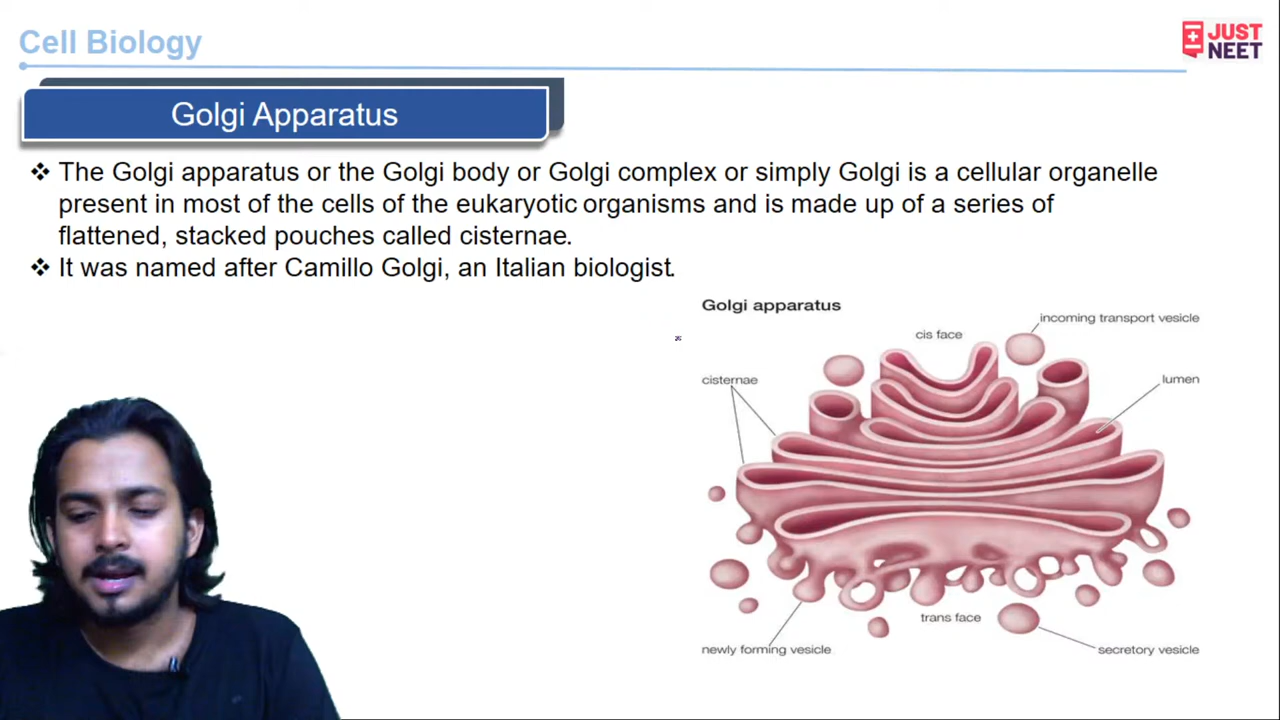 Cell Biology
JUST
NEET
Golgi Apparatus
❖ The Golgi apparatus or the Golgi body or Golgi complex or simply Golgi is a cellular organelle
present in most of the cells of the eukaryotic organisms and is made up of a series of
flattened, stacked pouches called cisternae.
❖ It was named after Camillo Golgi, an Italian biologist.
Golgi apparatus
incoming transport vesicle
cis face
cisternae
lumen
trans face
newly forming vesicle
secretory vesicle